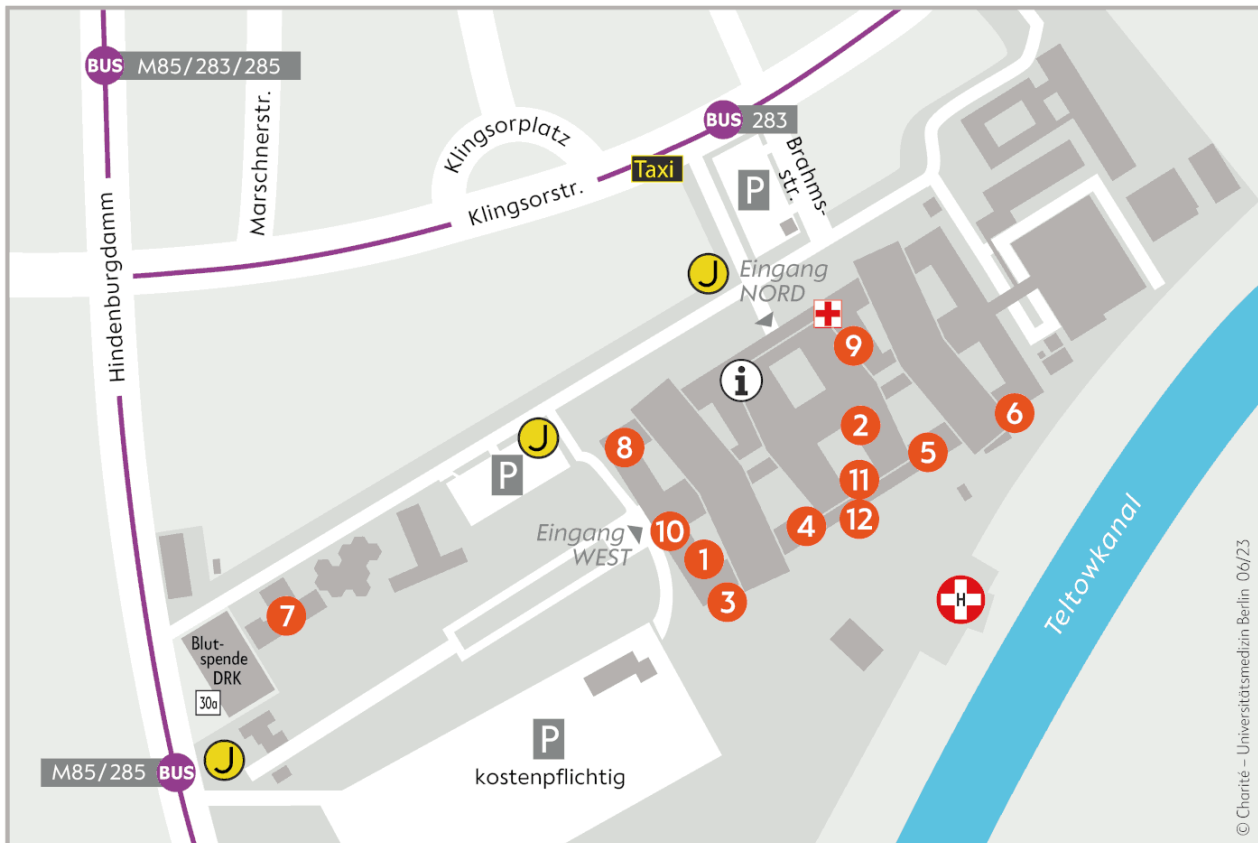 BUS M85/283/285
Marschnerstr.
Klingsorplatz
BUS 283
Taxi
Klingsorstr.
P
Brahms-
str.
Hindenburgdamm
J
Eingang
NORD
9
i
6
8
2
J
5
P
11
Eingang
WEST
10
4
12
1
3
H
7
Blut-
spende
DRK
30a
Teltowkanal
P
kostenpflichtig
J
M85/285 BUS
© Charité – Universitätsmedizin Berlin 06/23